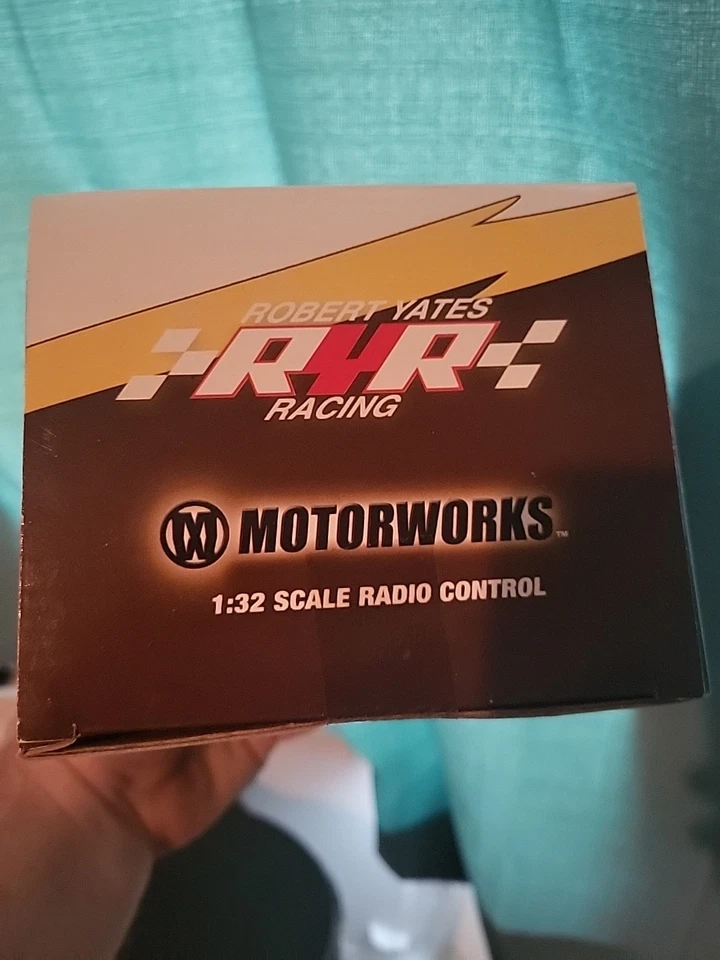 ROBERT YATES
RYR
RACING
MOTORWORKS™
1:32 SCALE RADIO CONTROL